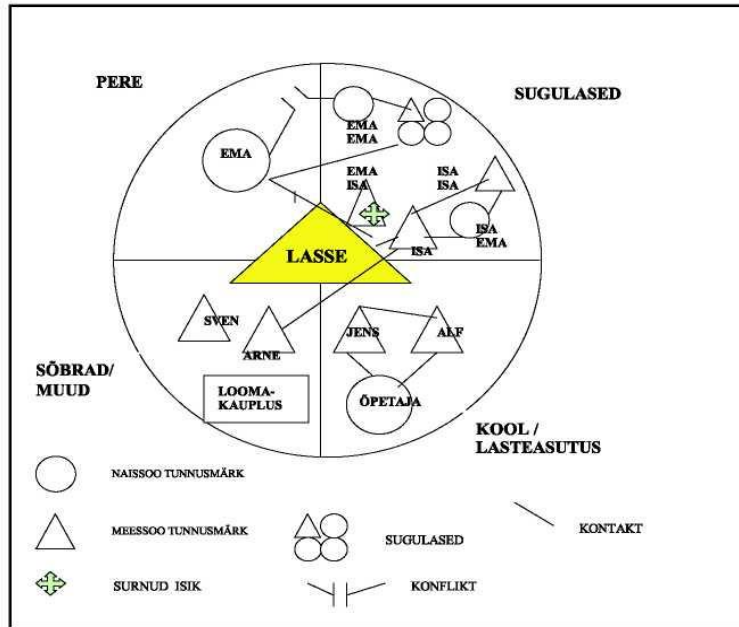 PERE
SUGULASED
EMA
EMA
EMA
EMA
ISA
ISA
ISA
ISA
EMA
ISA
LASSE
SVEN
ARNE
JENS
ALF
LOOMA-
KAUPLUS
ÕPETAJA
SÕBRAD/
MUUD
KOOL /
LASTEASUTUS
NAISSOO TUNNUSMÄRK
MEESSOO TUNNUSMÄRK
SUGULASED
KONTAKT
SURNUD ISIK
KONFLIKT